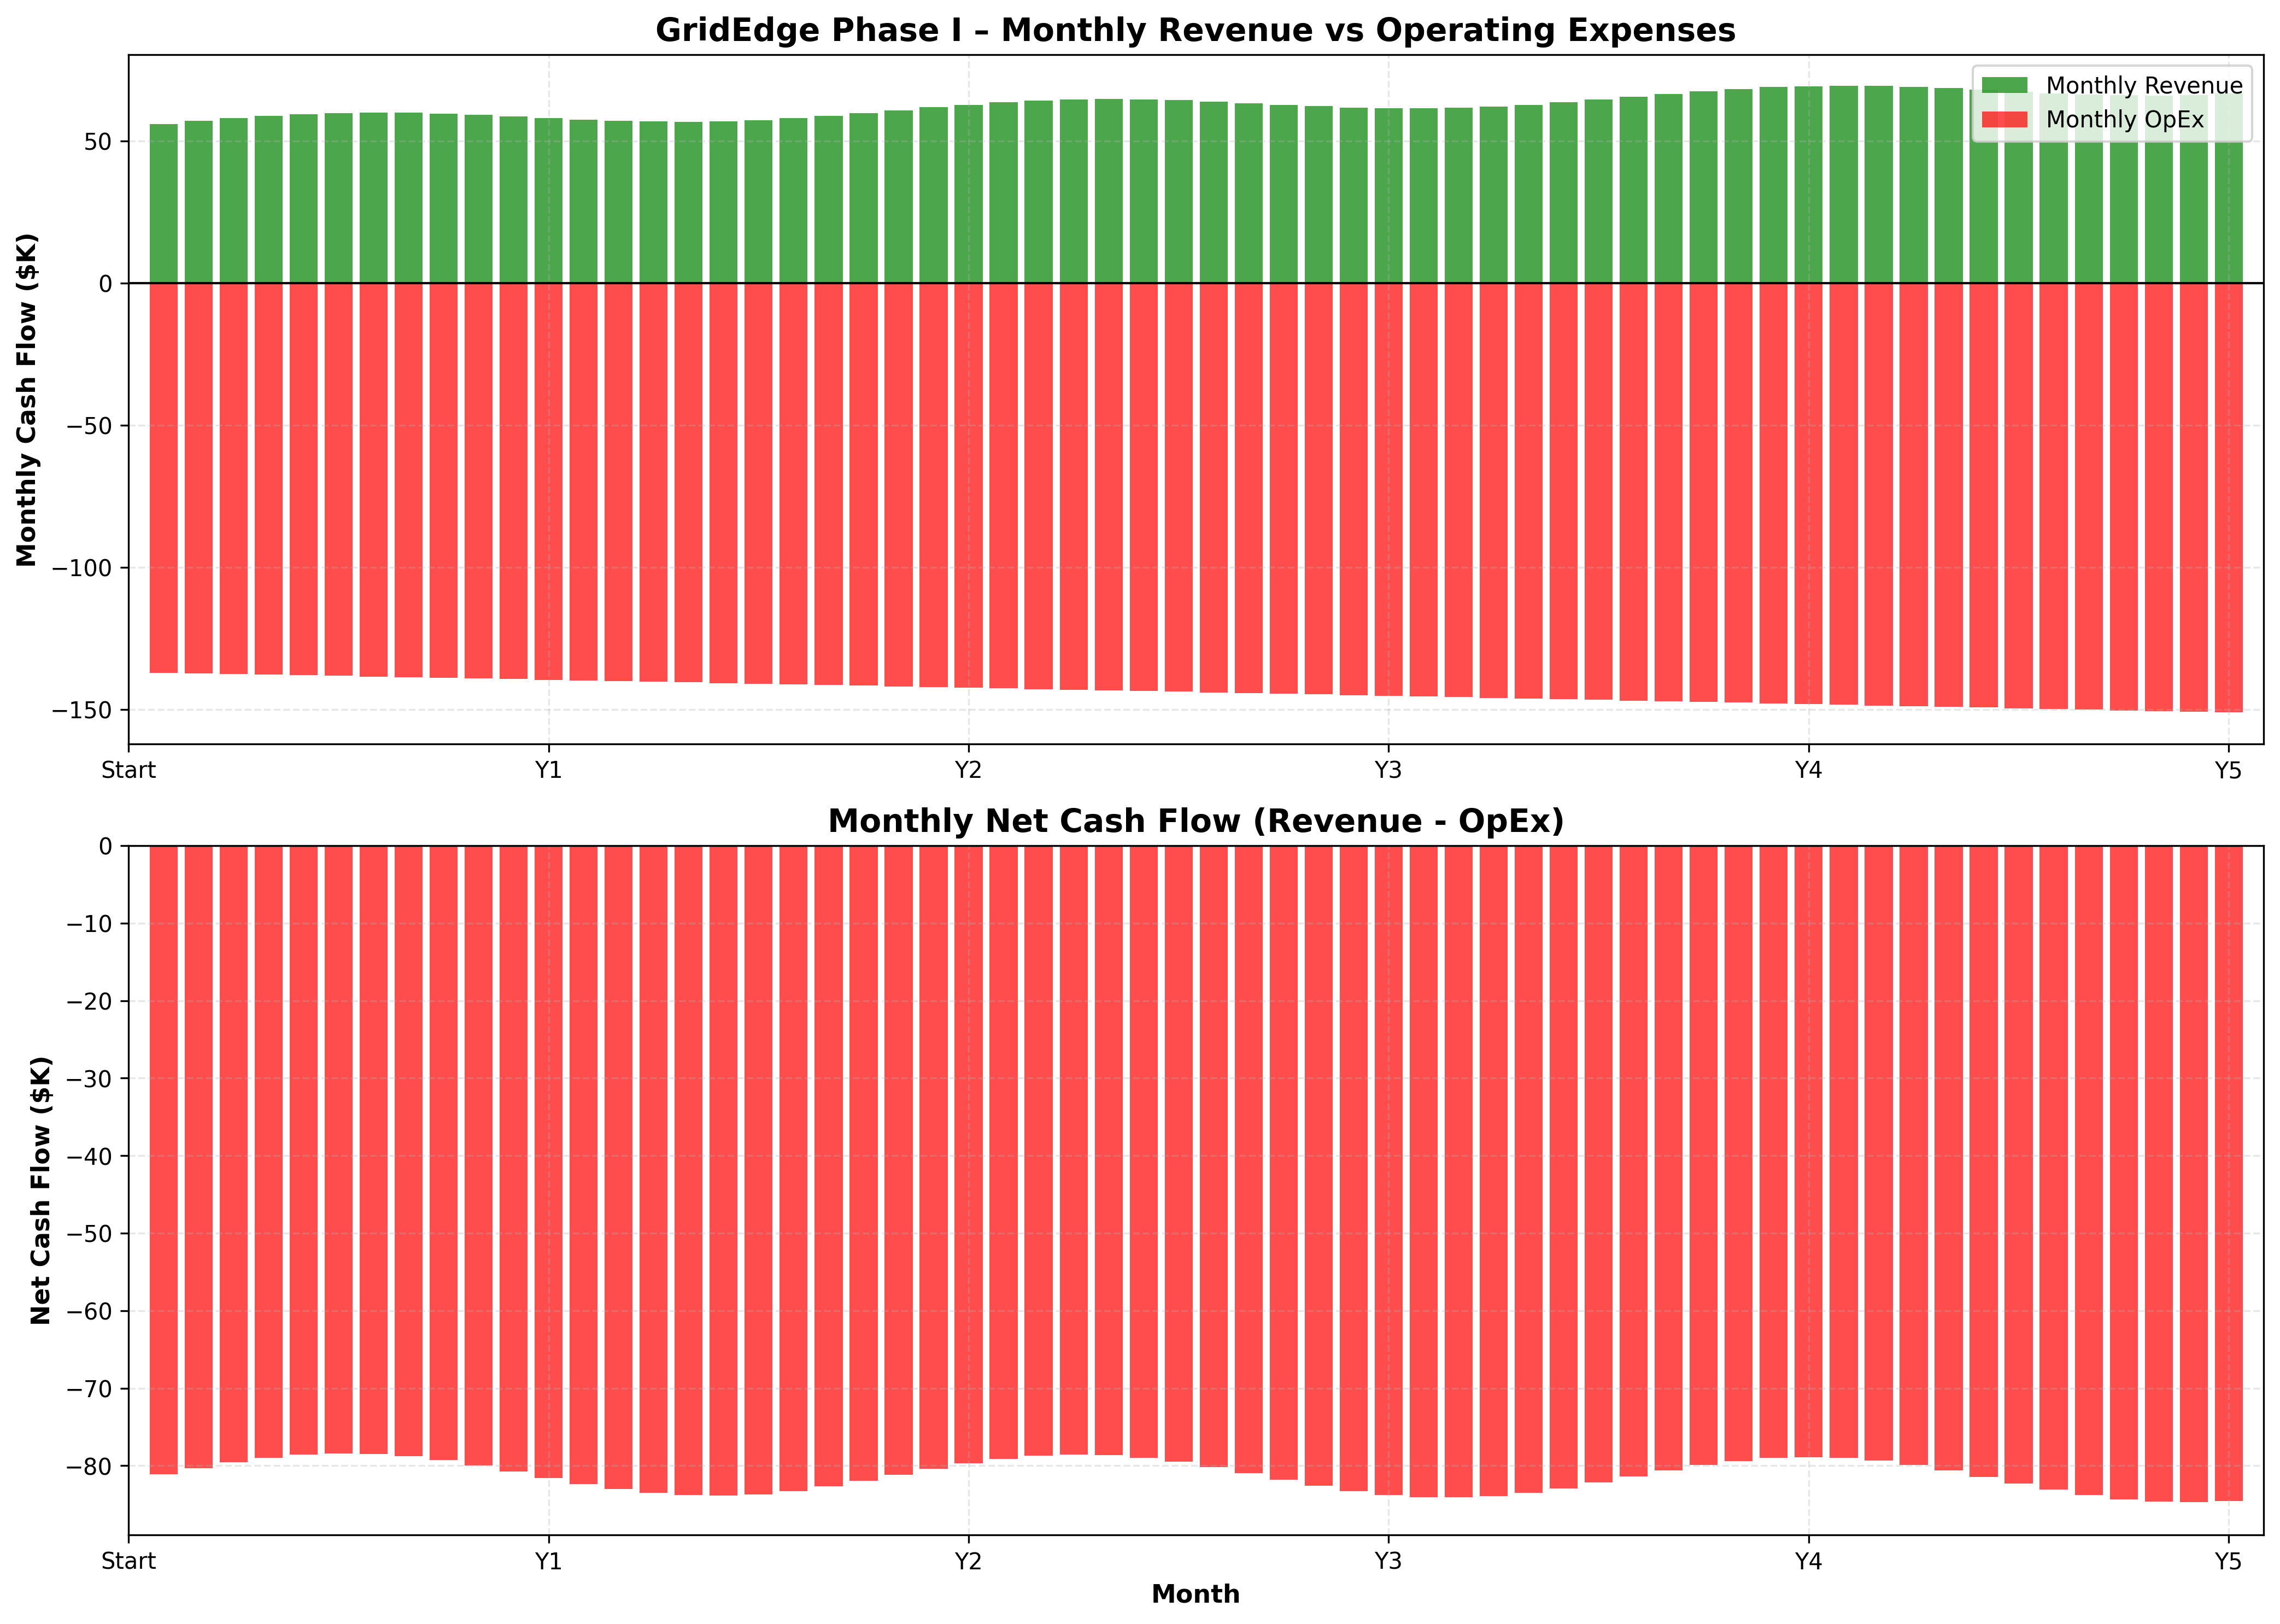 GridEdge Phase I – Monthly Revenue vs Operating Expenses
Monthly Revenue
Monthly OpEx
Monthly Cash Flow ($K)
50
0
−50
−100
−150
Start Y1 Y2 Y3 Y4 Y5
Monthly Net Cash Flow (Revenue - OpEx)
Net Cash Flow ($K)
0
−10
−20
−30
−40
−50
−60
−70
−80
Start Y1 Y2 Y3 Y4 Y5
Month